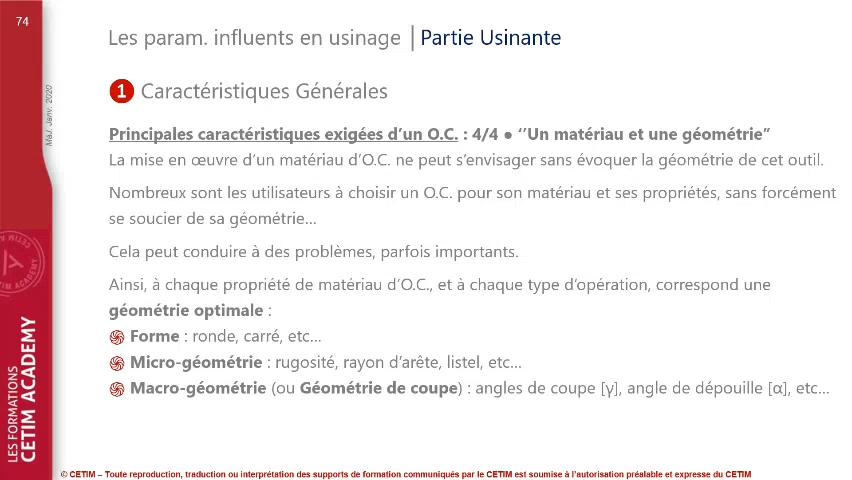 74
Les param. influents en usinage | Partie Usinante
MàJ. Janv. 2020
1 Caractéristiques Générales
Principales caractéristiques exigées d'un O.C. : 4/4 ● ‘‘Un matériau et une géométrie”
La mise en œuvre d'un matériau d'O.C. ne peut s'envisager sans évoquer la géométrie de cet outil.
Nombreux sont les utilisateurs à choisir un O.C. pour son matériau et ses propriétés, sans forcément
se soucier de sa géométrie...
Cela peut conduire à des problèmes, parfois importants.
Ainsi, à chaque propriété de matériau d'O.C., et à chaque type d'opération, correspond une
géométrie optimale :
Forme : ronde, carré, etc...
Micro-géométrie : rugosité, rayon d'arête, listel, etc...
Macro-géométrie (ou Géométrie de coupe) : angles de coupe [γ], angle de dépouille [α], etc...
LES FORMATIONS
CETIM ACADEMY
© CETIM – Toute reproduction, traduction ou interprétation des supports de formation communiqués par le CETIM est soumise à l'autorisation préalable et expresse du CETIM